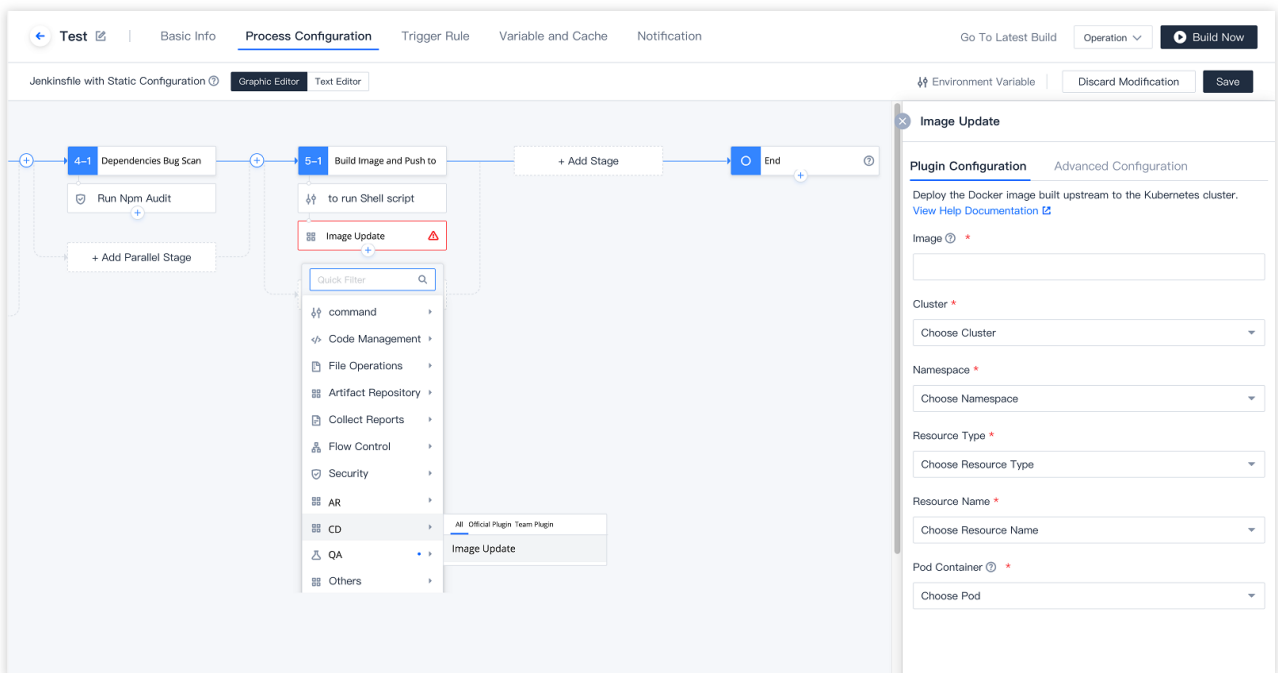 Test
Basic Info
Process Configuration
Trigger Rule
Variable and Cache
Notification
Go To Latest Build
Operation
Build Now
Jenkinsfile with Static Configuration
Graphic Editor
Text Editor
Environment Variable
Discard Modification
Save
4-1 Dependencies Bug Scan
Run Npm Audit
+ Add Parallel Stage
5-1 Build Image and Push to
to run Shell script
Image Update
+ Add Stage
End
Quick Filter
command
Code Management
File Operations
Artifact Repository
Collect Reports
Flow Control
Security
AR
CD
QA
Others
All Official Plugin Team Plugin
Image Update
Image Update
Plugin Configuration
Advanced Configuration
Deploy the Docker image built upstream to the Kubernetes cluster.
View Help Documentation
Image *
Cluster *
Choose Cluster
Namespace *
Choose Namespace
Resource Type *
Choose Resource Type
Resource Name *
Choose Resource Name
Pod Container *
Choose Pod